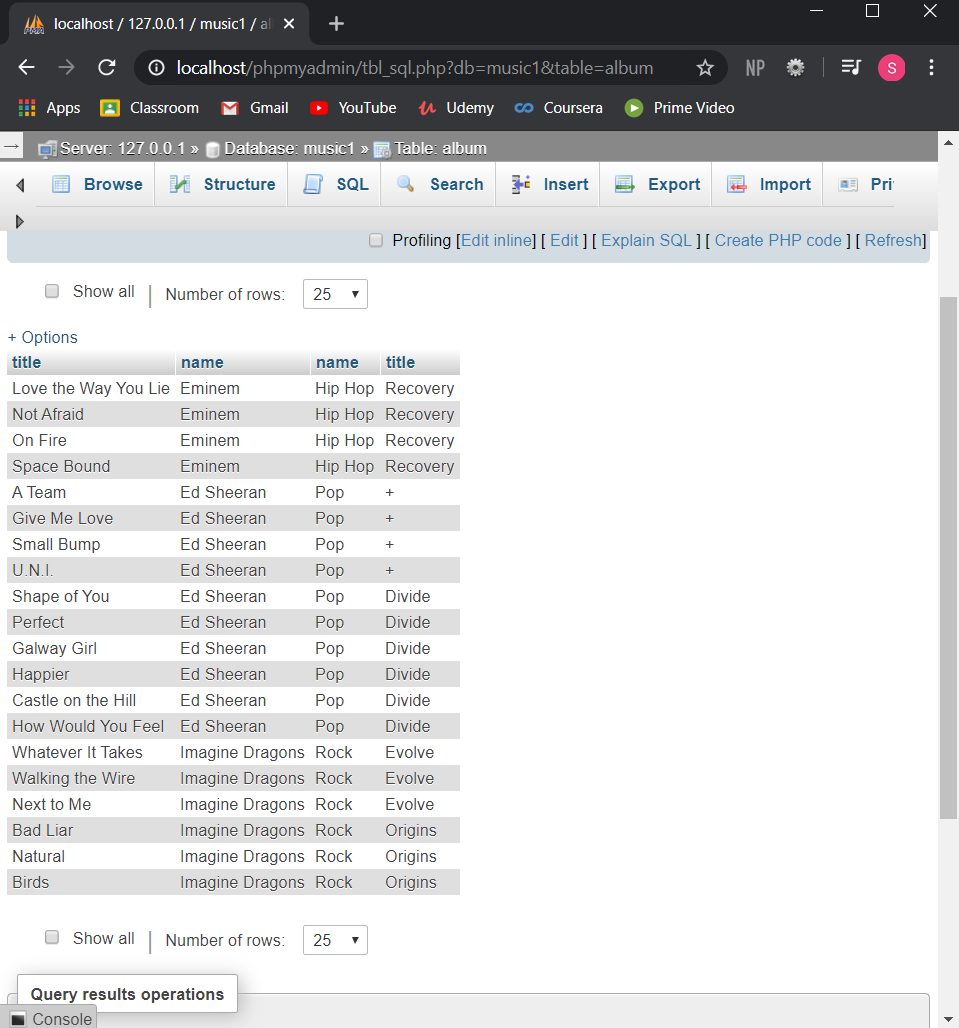 localhost / 127.0.0.1 / music1 / al
localhost/phpmyadmin/tbl_sql.php?db=music1&table=album NP S
Apps Classroom Gmail YouTube Udemy Coursera Prime Video
Server: 127.0.0.1 » Database: music1 » Table: album
Browse Structure SQL Search Insert Export Import Pri
Profiling [Edit inline] [ Edit ] [ Explain SQL ] [ Create PHP code ] [ Refresh]
Show all | Number of rows: 25
+ Options
title name name title
Love the Way You Lie Eminem Hip Hop Recovery
Not Afraid Eminem Hip Hop Recovery
On Fire Eminem Hip Hop Recovery
Space Bound Eminem Hip Hop Recovery
A Team Ed Sheeran Pop +
Give Me Love Ed Sheeran Pop +
Small Bump Ed Sheeran Pop +
U.N.I. Ed Sheeran Pop +
Shape of You Ed Sheeran Pop Divide
Perfect Ed Sheeran Pop Divide
Galway Girl Ed Sheeran Pop Divide
Happier Ed Sheeran Pop Divide
Castle on the Hill Ed Sheeran Pop Divide
How Would You Feel Ed Sheeran Pop Divide
Whatever It Takes Imagine Dragons Rock Evolve
Walking the Wire Imagine Dragons Rock Evolve
Next to Me Imagine Dragons Rock Evolve
Bad Liar Imagine Dragons Rock Origins
Natural Imagine Dragons Rock Origins
Birds Imagine Dragons Rock Origins
Show all | Number of rows: 25
Query results operations
Console